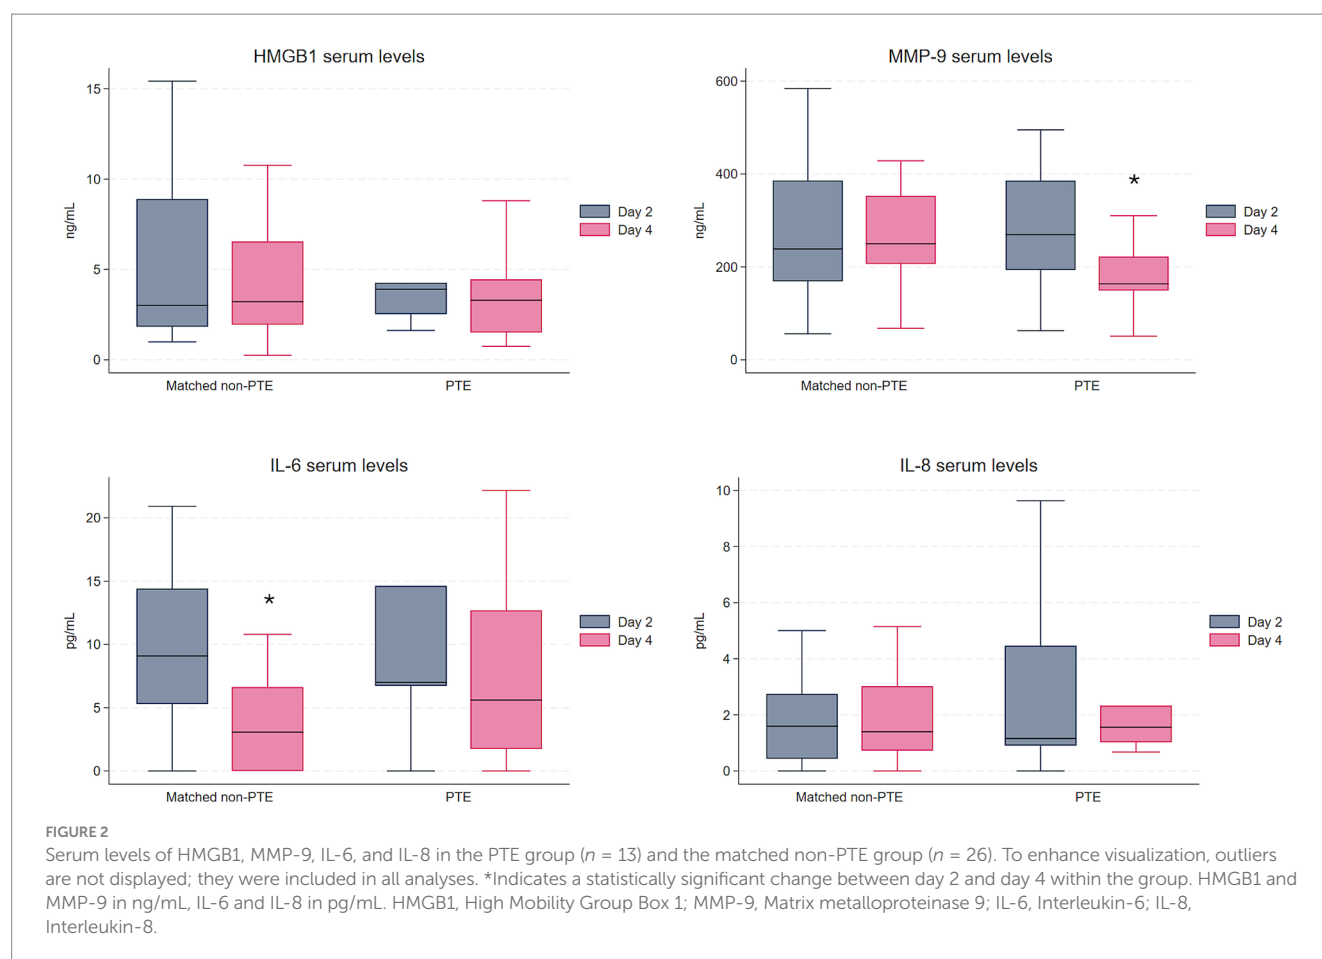 HMGB1 serum levels
15
10
5
0
ng/mL
Matched non-PTE
PTE
Day 2
Day 4
MMP-9 serum levels
600
400
200
0
ng/mL
*
Matched non-PTE
PTE
Day 2
Day 4
IL-6 serum levels
20
15
10
5
0
pg/mL
*
Matched non-PTE
PTE
Day 2
Day 4
IL-8 serum levels
10
8
6
4
2
0
pg/mL
Matched non-PTE
PTE
Day 2
Day 4
FIGURE 2
Serum levels of HMGB1, MMP-9, IL-6, and IL-8 in the PTE group (n = 13) and the matched non-PTE group (n = 26). To enhance visualization, outliers
are not displayed; they were included in all analyses. *Indicates a statistically significant change between day 2 and day 4 within the group. HMGB1 and
MMP-9 in ng/mL, IL-6 and IL-8 in pg/mL. HMGB1, High Mobility Group Box 1; MMP-9, Matrix metalloproteinase 9; IL-6, Interleukin-6; IL-8,
Interleukin-8.